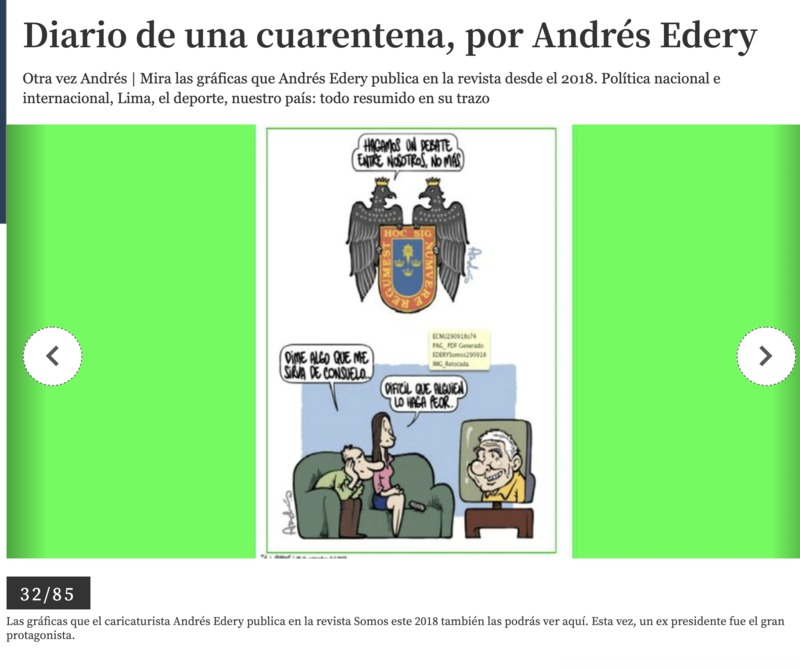 Diario de una cuarentena, por Andrés Edery
Otra vez Andrés | Mira las gráficas que Andrés Edery publica en la revista desde el 2018. Política nacional e
internacional, Lima, el deporte, nuestro país: todo resumido en su trazo
HAGAMOS UN DEBATE
ENTRE NOSOTROS, NO MÁS
HOC SIG
NUMVERE
REGUMEST
Andrés
ECNU290918s74
PAG_ PDF Generado
EDERYSomos290918
IMG_Retocada
DIME ALGO QUE ME
SIRVA DE CONSUELO.
DIFICIL QUE ALGUIEN
LO HAGA PEOR.
Andrés
32/85
Las gráficas que el caricaturista Andrés Edery publica en la revista Somos este 2018 también las podrás ver aquí. Esta vez, un ex presidente fue el gran
protagonista.